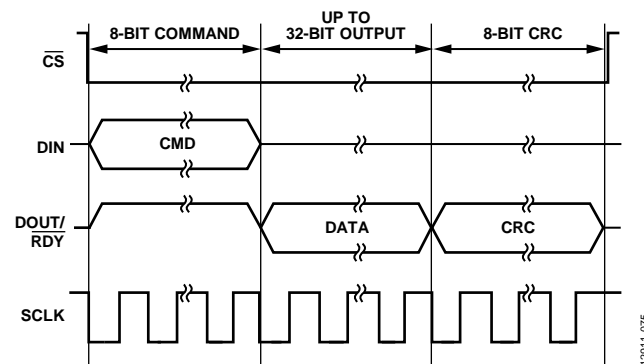 8-BIT COMMAND
UP TO
32-BIT OUTPUT
8-BIT CRC
CS
DIN
CMD
DOUT/
RDY
DATA
CRC
SCLK